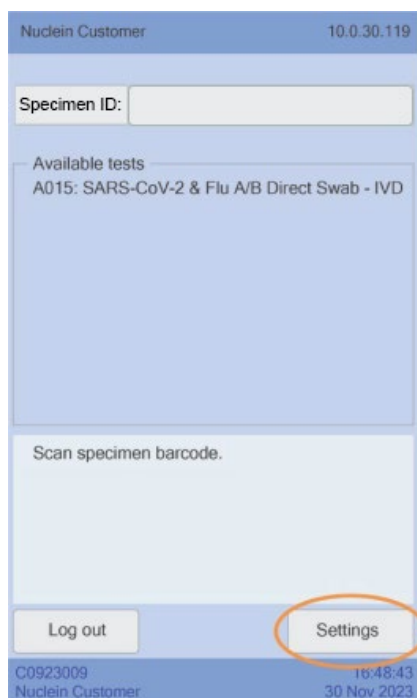 Nuclein Customer 10.0.30.119
Specimen ID:
Available tests
A015: SARS-CoV-2 & Flu A/B Direct Swab - IVD
Scan specimen barcode.
Log out Settings
C0923009 16:48:43
Nuclein Customer 30 Nov 2023